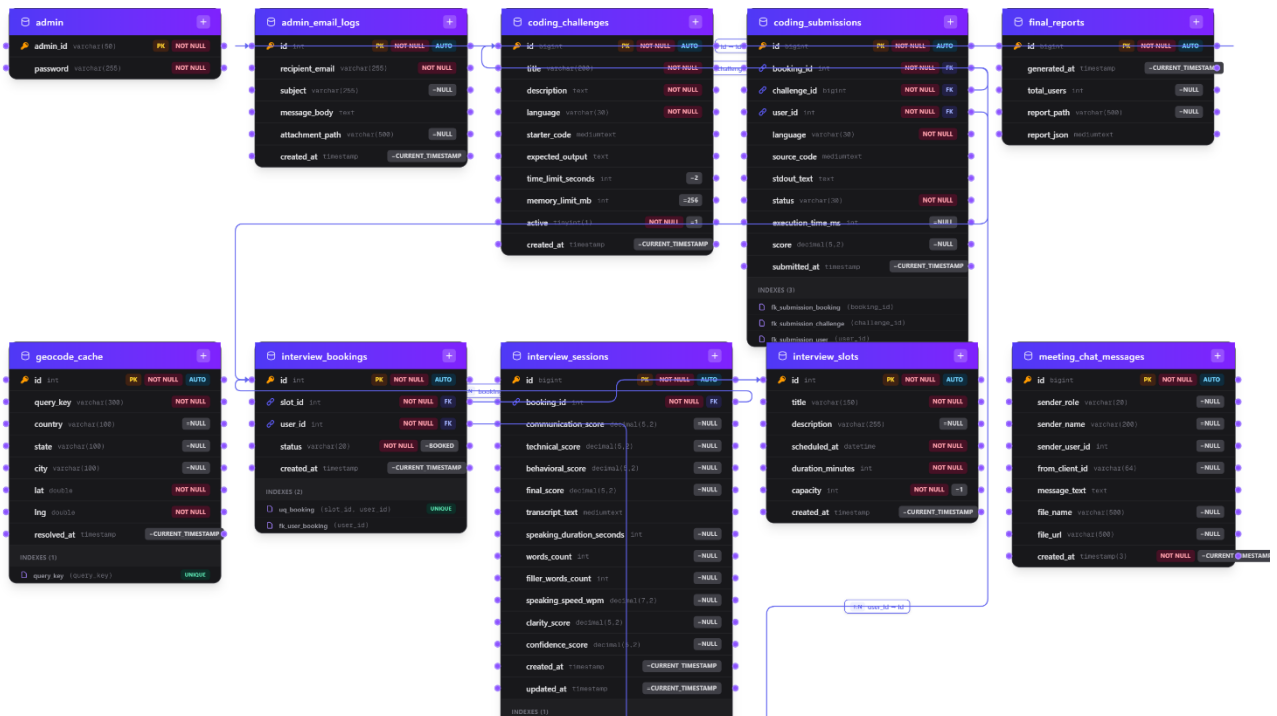 admin
admin_id varchar(50) PK NOT NULL
password varchar(255) NOT NULL
admin_email_logs
id int PK NOT NULL AUTO
recipient_email varchar(255) NOT NULL
subject varchar(255) =NULL
message_body text
attachment_path varchar(500) =NULL
created_at timestamp =CURRENT_TIMESTAMP
coding_challenges
id bigint PK NOT NULL AUTO
title varchar(200) NOT NULL
description text NOT NULL
language varchar(30) NOT NULL
starter_code mediumtext
expected_output text
time_limit_seconds int =2
memory_limit_mb int =256
active tinyint(1) NOT NULL =1
created_at timestamp =CURRENT_TIMESTAMP
coding_submissions
id bigint PK NOT NULL AUTO
booking_id int NOT NULL FK
challenge_id bigint NOT NULL FK
user_id int NOT NULL FK
language varchar(30) NOT NULL
source_code mediumtext
stdout_text text
status varchar(30) NOT NULL
execution_time_ms int =NULL
score decimal(5,2) =NULL
submitted_at timestamp =CURRENT_TIMESTAMP
INDEXES (3)
fk_submission_booking (booking_id)
fk_submission_challenge (challenge_id)
fk_submission_user (user_id)
final_reports
id bigint PK NOT NULL AUTO
generated_at timestamp =CURRENT_TIMESTAMP
total_users int =NULL
report_path varchar(500) =NULL
report_json mediumtext
geocode_cache
id int PK NOT NULL AUTO
query_key varchar(300) NOT NULL
country varchar(100) =NULL
state varchar(100) =NULL
city varchar(100) =NULL
lat double NOT NULL
lng double NOT NULL
resolved_at timestamp =CURRENT_TIMESTAMP
INDEXES (1)
query_key (query_key) UNIQUE
interview_bookings
id int PK NOT NULL AUTO
slot_id int NOT NULL FK
user_id int NOT NULL FK
status varchar(20) NOT NULL =BOOKED
created_at timestamp =CURRENT_TIMESTAMP
INDEXES (2)
uq_booking (slot_id, user_id) UNIQUE
fk_user_booking (user_id)
interview_sessions
id bigint PK NOT NULL AUTO
booking_id int NOT NULL FK
communication_score decimal(5,2) =NULL
technical_score decimal(5,2) =NULL
behavioral_score decimal(5,2) =NULL
final_score decimal(5,2) =NULL
transcript_text mediumtext
speaking_duration_seconds int =NULL
words_count int =NULL
filler_words_count int =NULL
speaking_speed_wpm decimal(7,2) =NULL
clarity_score decimal(5,2) =NULL
confidence_score decimal(5,2) =NULL
created_at timestamp =CURRENT_TIMESTAMP
updated_at timestamp =CURRENT_TIMESTAMP
INDEXES (1)
interview_slots
id int PK NOT NULL AUTO
title varchar(150) NOT NULL
description varchar(255) =NULL
scheduled_at datetime NOT NULL
duration_minutes int NOT NULL
capacity int NOT NULL =1
created_at timestamp =CURRENT_TIMESTAMP
meeting_chat_messages
id bigint PK NOT NULL AUTO
sender_role varchar(20) =NULL
sender_name varchar(200) =NULL
sender_user_id int =NULL
from_client_id varchar(64) =NULL
message_text text
file_name varchar(500) =NULL
file_url varchar(500) =NULL
created_at timestamp(3) NOT NULL
user_id = id